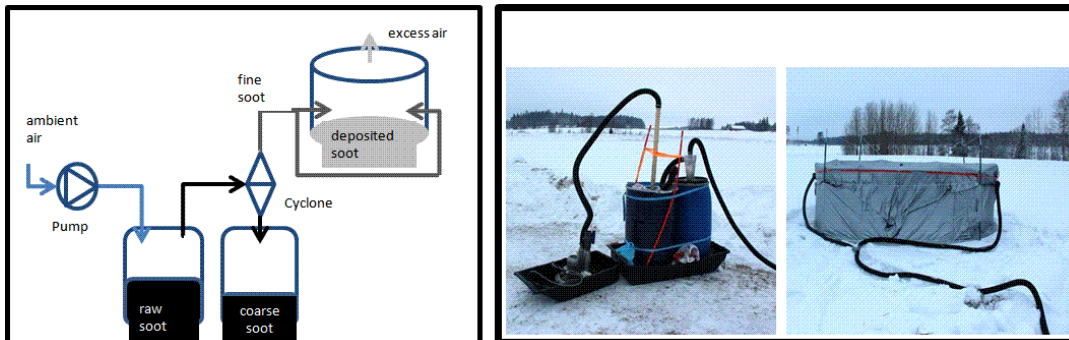 excess air
fine
soot
ambient
air
deposited
soot
Cyclone
Pump
raw
soot
coarse
soot